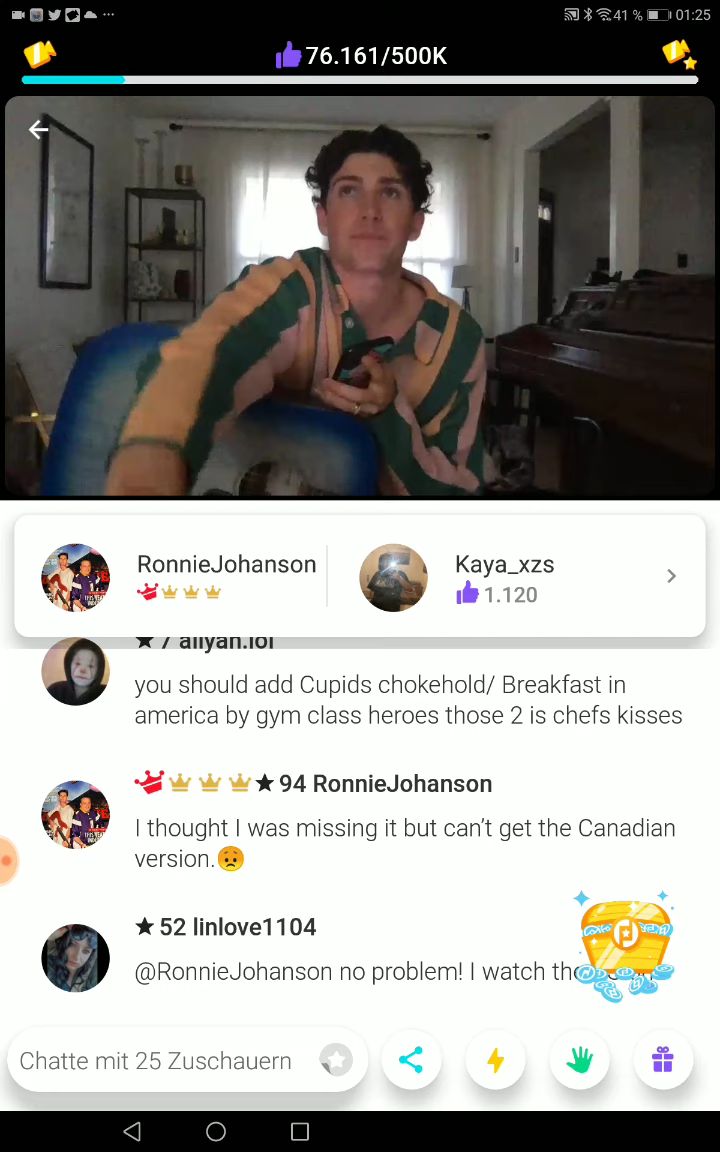 41 % 01:25
76.161/500K
RonnieJohanson
Kaya_xzs
1.120
7 aliyah.lol
you should add Cupids chokehold/ Breakfast in
america by gym class heroes those 2 is chefs kisses
94 RonnieJohanson
I thought I was missing it but can’t get the Canadian
version.😞
52 linlove1104
@RonnieJohanson no problem! I watch the
Chatte mit 25 Zuschauern